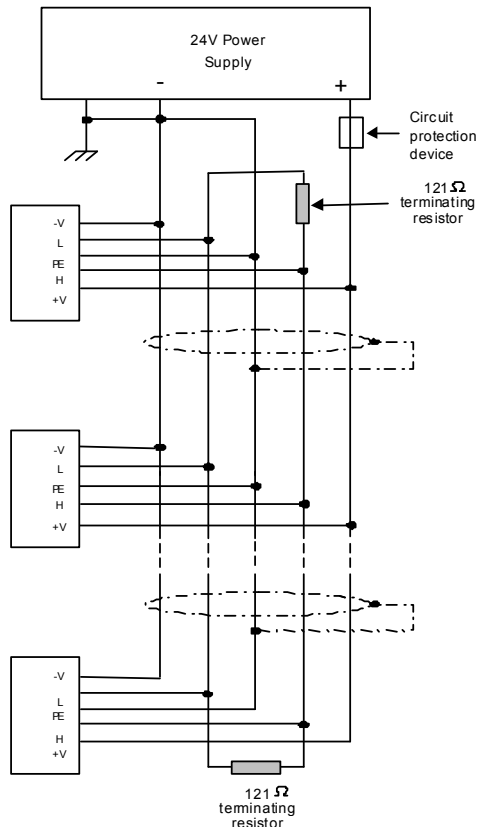 24V Power
Supply
-
+
Circuit
protection
device
121Ω
terminating
resistor
-V
L
PE
H
+V
-V
L
PE
H
+V
-V
L
PE
H
+V
121Ω
terminating
resistor